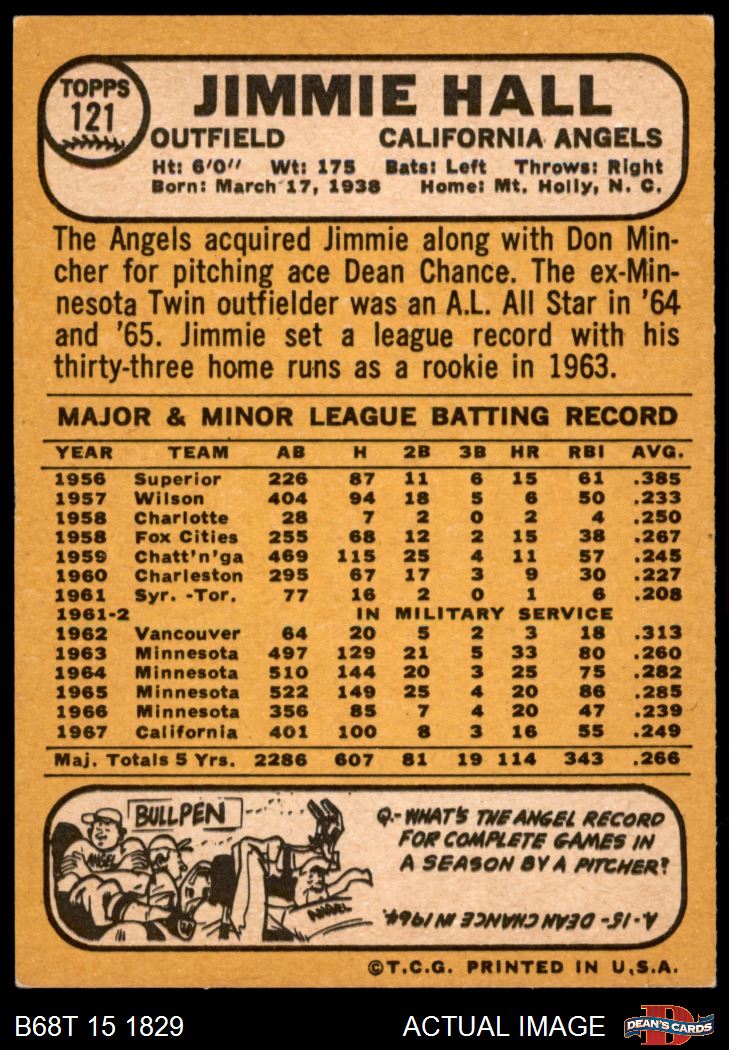 TOPPS
121
JIMMIE HALL
OUTFIELD CALIFORNIA ANGELS
Ht: 6'0" Wt: 175 Bats: Left Throws: Right
Born: March 17, 1938 Home: Mt. Holly, N. C.
The Angels acquired Jimmie along with Don Min-
cher for pitching ace Dean Chance. The ex-Min-
nesota Twin outfielder was an A.L. All Star in '64
and '65. Jimmie set a league record with his
thirty-three home runs as a rookie in 1963.
MAJOR & MINOR LEAGUE BATTING RECORD
YEAR TEAM AB H 2B 3B HR RBI AVG.
1956 Superior 226 87 11 6 15 61 .385
1957 Wilson 404 94 18 5 6 50 .233
1958 Charlotte 28 7 2 0 2 4 .250
1958 Fox Cities 255 68 12 2 15 38 .267
1959 Chatt'n'ga 469 115 25 4 11 57 .245
1960 Charleston 295 67 17 3 9 30 .227
1961 Syr. -Tor. 77 16 2 0 1 6 .208
1961-2 IN MILITARY SERVICE
1962 Vancouver 64 20 5 2 3 18 .313
1963 Minnesota 497 129 21 5 33 80 .260
1964 Minnesota 510 144 20 3 25 75 .282
1965 Minnesota 522 149 25 4 20 86 .285
1966 Minnesota 356 85 7 4 20 47 .239
1967 California 401 100 8 3 16 55 .249
Maj. Totals 5 Yrs. 2286 607 81 19 114 343 .266
BULLPEN
ANGEL
ANGEL
Q.- WHAT'S THE ANGEL RECORD
FOR COMPLETE GAMES IN
A SEASON BY A PITCHER?
A-15- DEAN CHANCE IN 1964.
©T.C.G. PRINTED IN U.S.A.
B68T 15 1829 ACTUAL IMAGE
DEAN'S CARDS